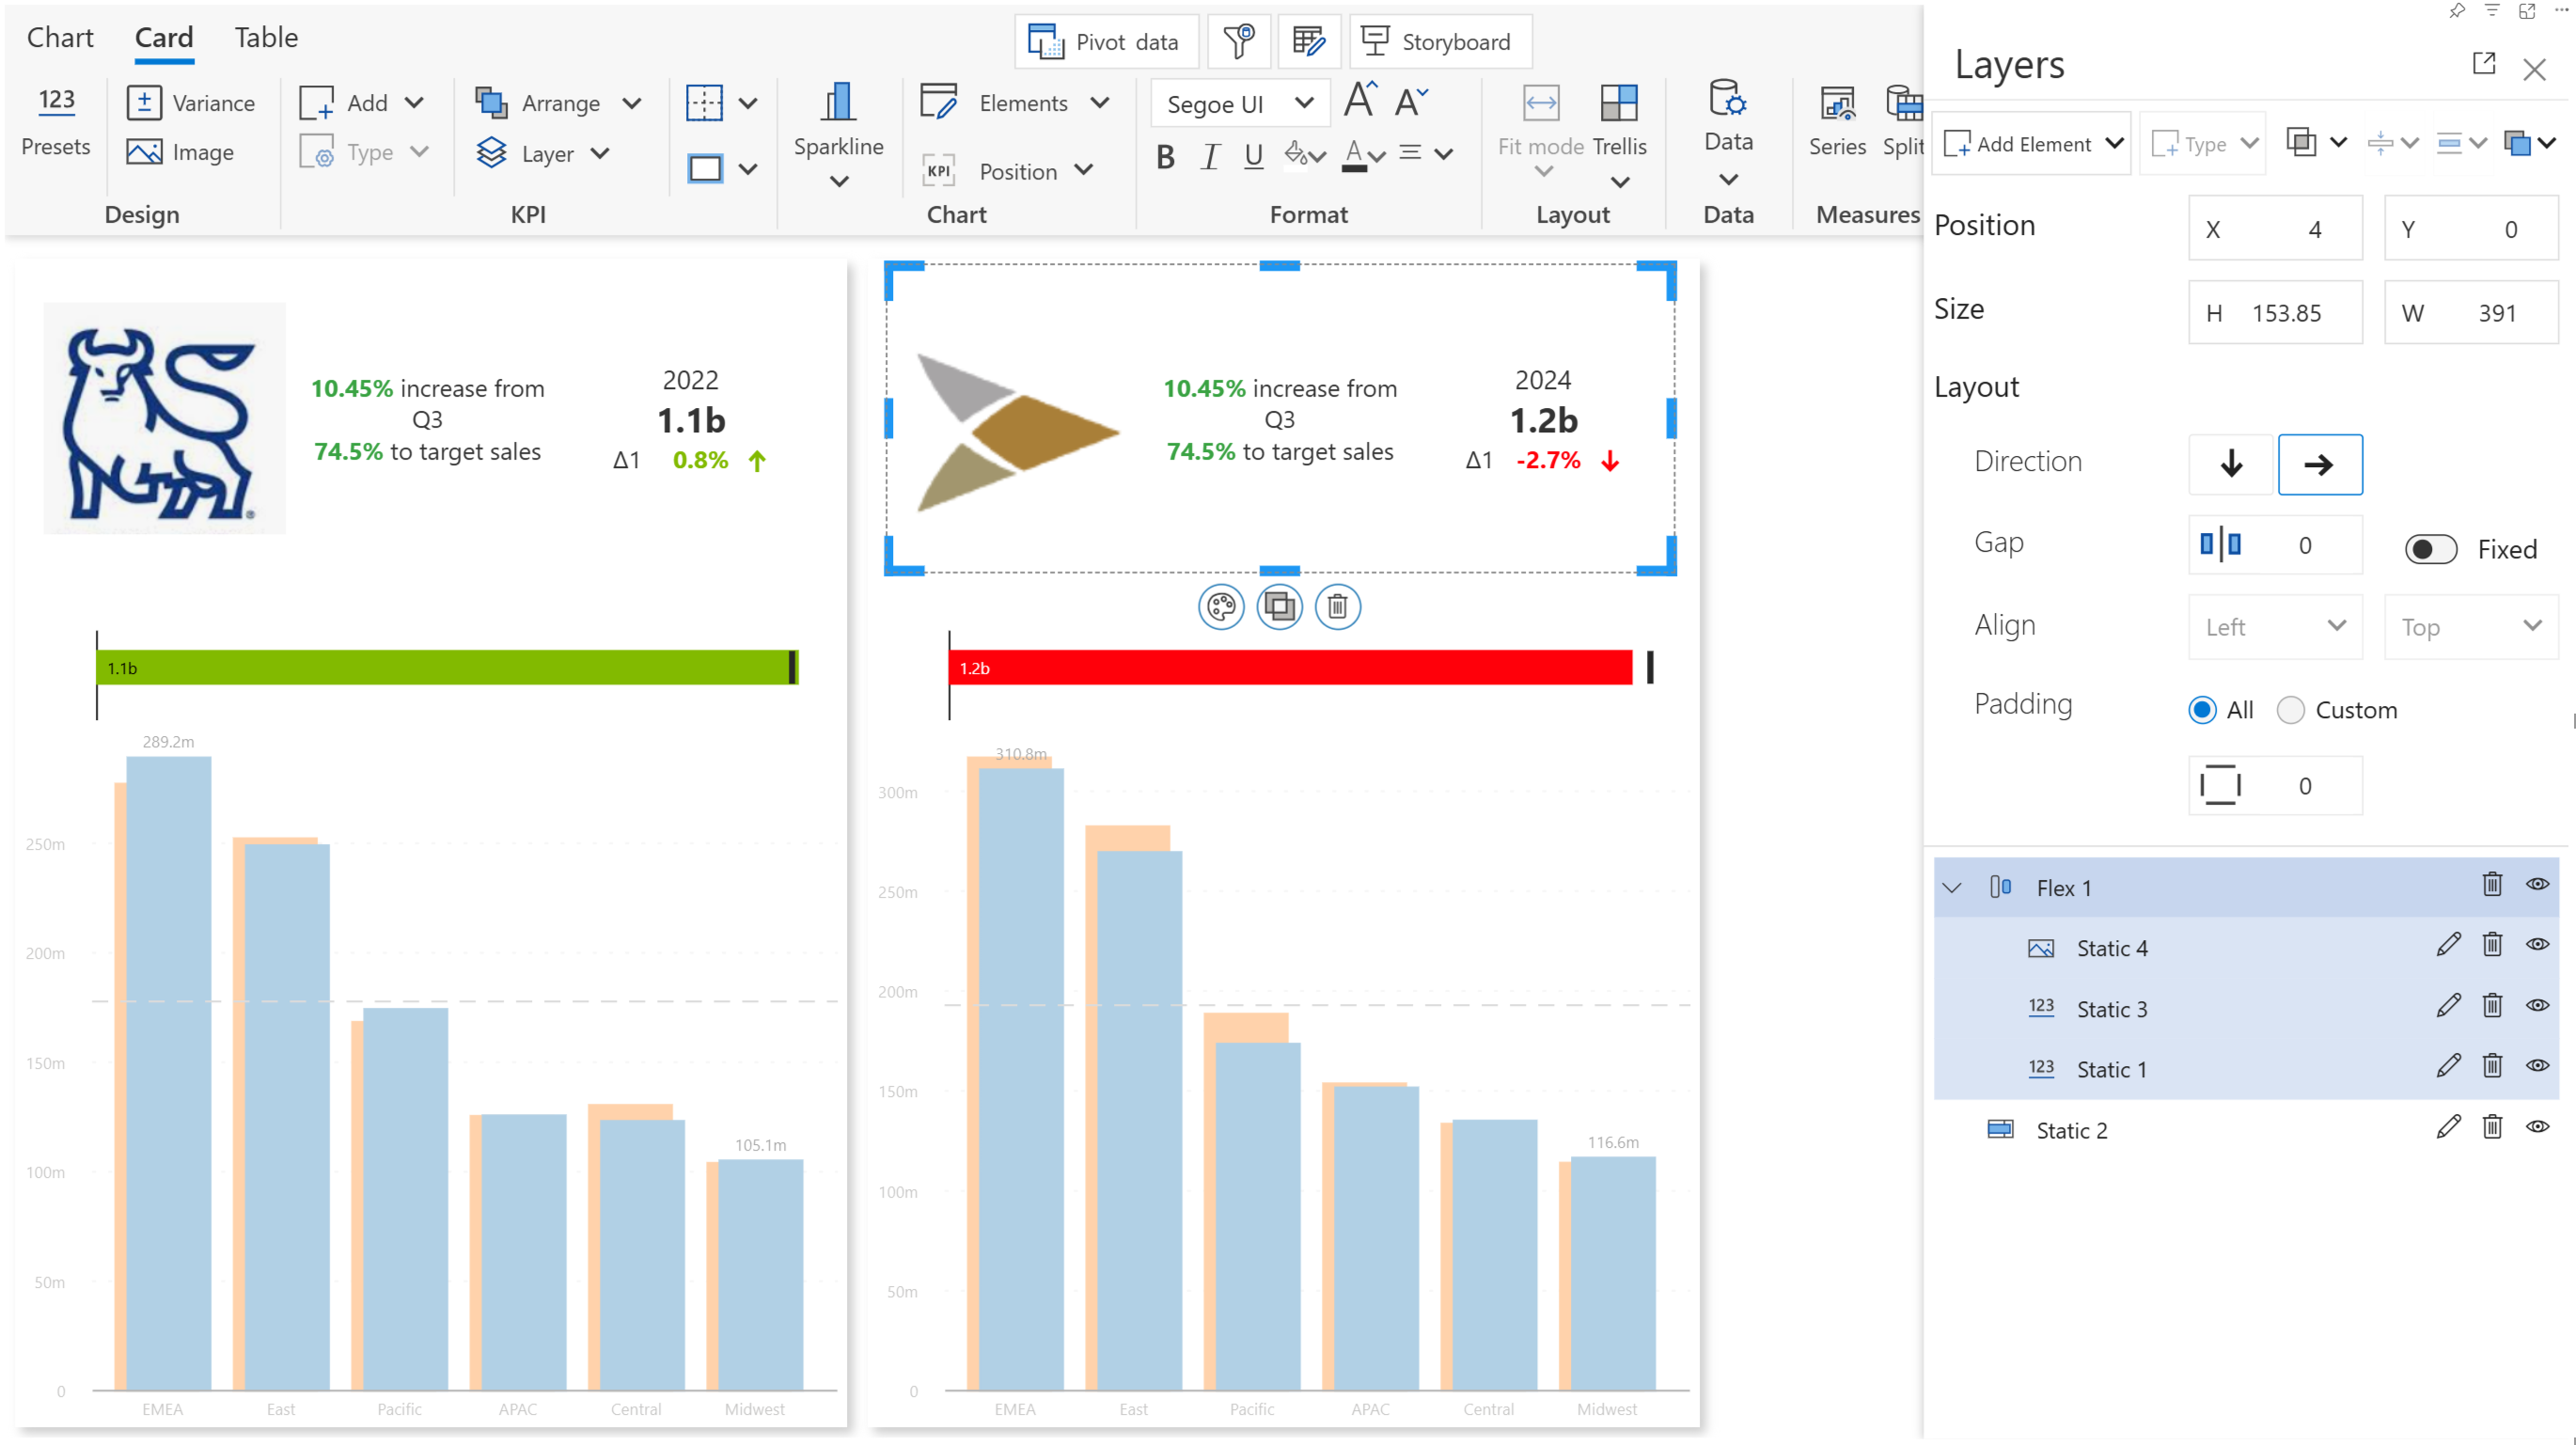 Chart Card Table
Pivot data
Storyboard
123
Presets
Variance
Image
Design
Add
Type
Arrange
Layer
KPI
Sparkline
Elements
KPI Position
Chart
Segoe UI A A
B I U A
Format
Fit mode Trellis
Layout
Data
Data
Series Split
Measures
10.45% increase from
Q3
74.5% to target sales
2022
1.1b
Δ1 0.8%
1.1b
289.2m
250m
200m
150m
100m
50m
0
105.1m
EMEA East Pacific APAC Central Midwest
10.45% increase from
Q3
74.5% to target sales
2024
1.2b
Δ1 -2.7%
1.2b
310.8m
300m
250m
200m
150m
100m
50m
0
116.6m
EMEA East Pacific APAC Central Midwest
Layers
Add Element Type
Position X 4 Y 0
Size H 153.85 W 391
Layout
Direction
Gap 0 Fixed
Align Left Top
Padding All Custom
0
Flex 1
Static 4
123 Static 3
123 Static 1
Static 2